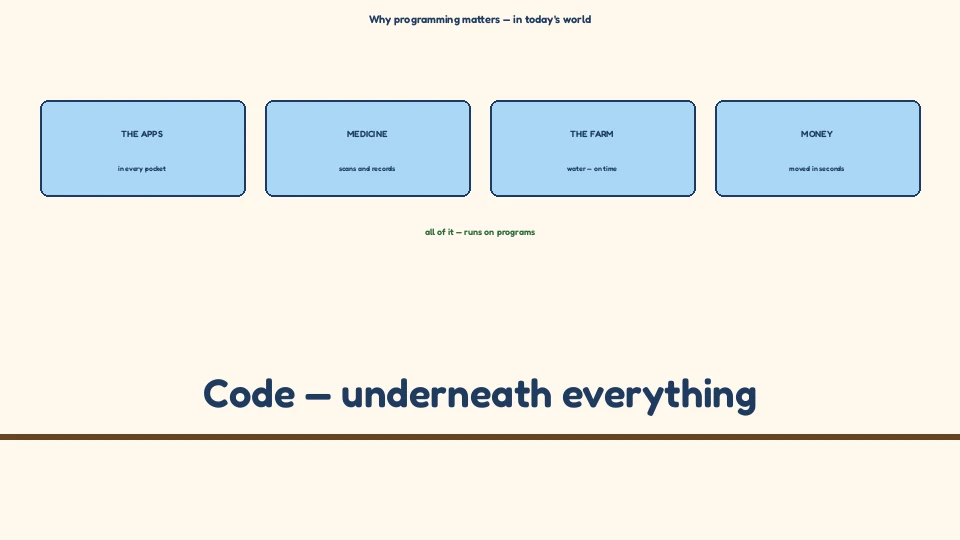 Why programming matters — in today's world
THE APPS
in every pocket
MEDICINE
scans and records
THE FARM
water — on time
MONEY
moved in seconds
all of it — runs on programs
Code — underneath everything